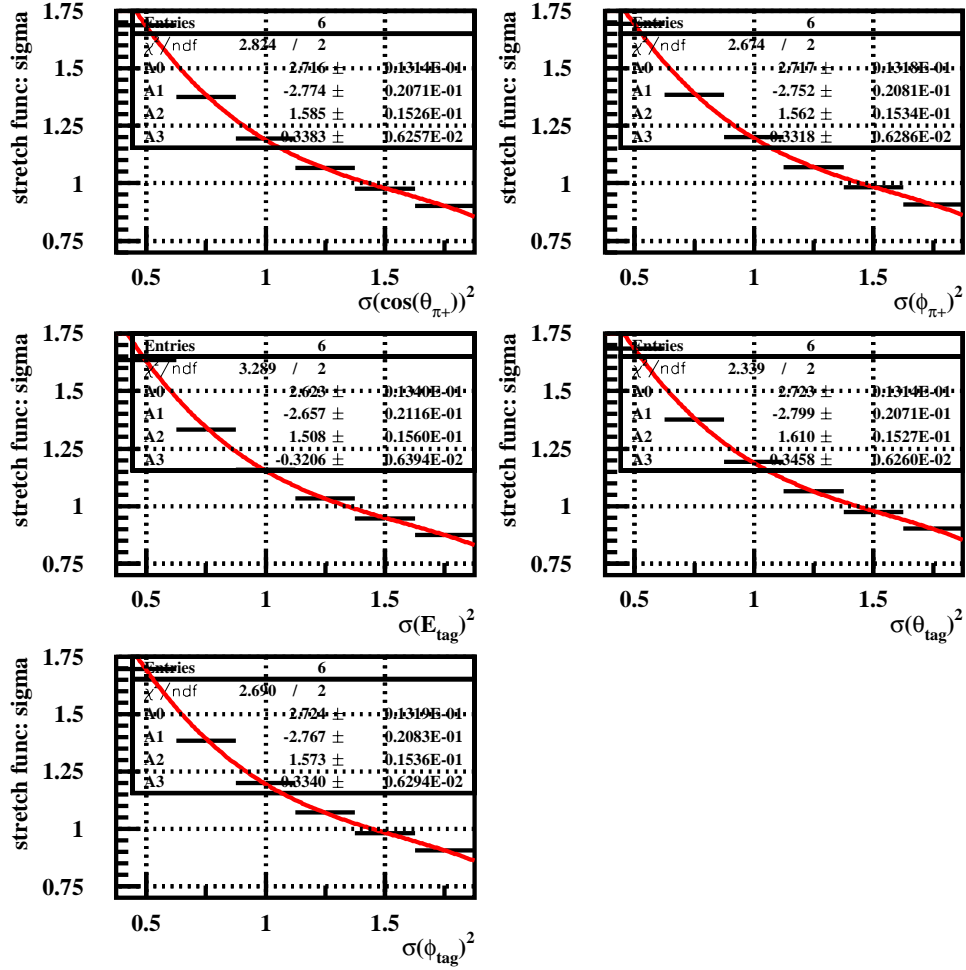 stretch func: sigma
1.75
1.5
1.25
1
0.75
Entries 6
χ²/ndf 2.824 / 2
A0 2.716 ± 0.1314E-01
A1 -2.774 ± 0.2071E-01
A2 1.585 ± 0.1526E-01
A3 -0.3383 ± 0.6257E-02
0.5 1 1.5
σ(cos(θπ+))²
stretch func: sigma
1.75
1.5
1.25
1
0.75
Entries 6
χ²/ndf 2.674 / 2
A0 2.717 ± 0.1318E-01
A1 -2.752 ± 0.2081E-01
A2 1.562 ± 0.1534E-01
A3 -0.3318 ± 0.6286E-02
0.5 1 1.5
σ(ϕπ+)²
stretch func: sigma
1.75
1.5
1.25
1
0.75
Entries 6
χ²/ndf 3.289 / 2
A0 2.623 ± 0.1340E-01
A1 -2.657 ± 0.2116E-01
A2 1.508 ± 0.1560E-01
A3 -0.3206 ± 0.6394E-02
0.5 1 1.5
σ(Etag)²
stretch func: sigma
1.75
1.5
1.25
1
0.75
Entries 6
χ²/ndf 2.339 / 2
A0 2.723 ± 0.1314E-01
A1 -2.799 ± 0.2071E-01
A2 1.610 ± 0.1527E-01
A3 -0.3458 ± 0.6260E-02
0.5 1 1.5
σ(θtag)²
stretch func: sigma
1.75
1.5
1.25
1
0.75
Entries 6
χ²/ndf 2.690 / 2
A0 2.724 ± 0.1319E-01
A1 -2.767 ± 0.2083E-01
A2 1.573 ± 0.1536E-01
A3 -0.3340 ± 0.6294E-02
0.5 1 1.5
σ(ϕtag)²